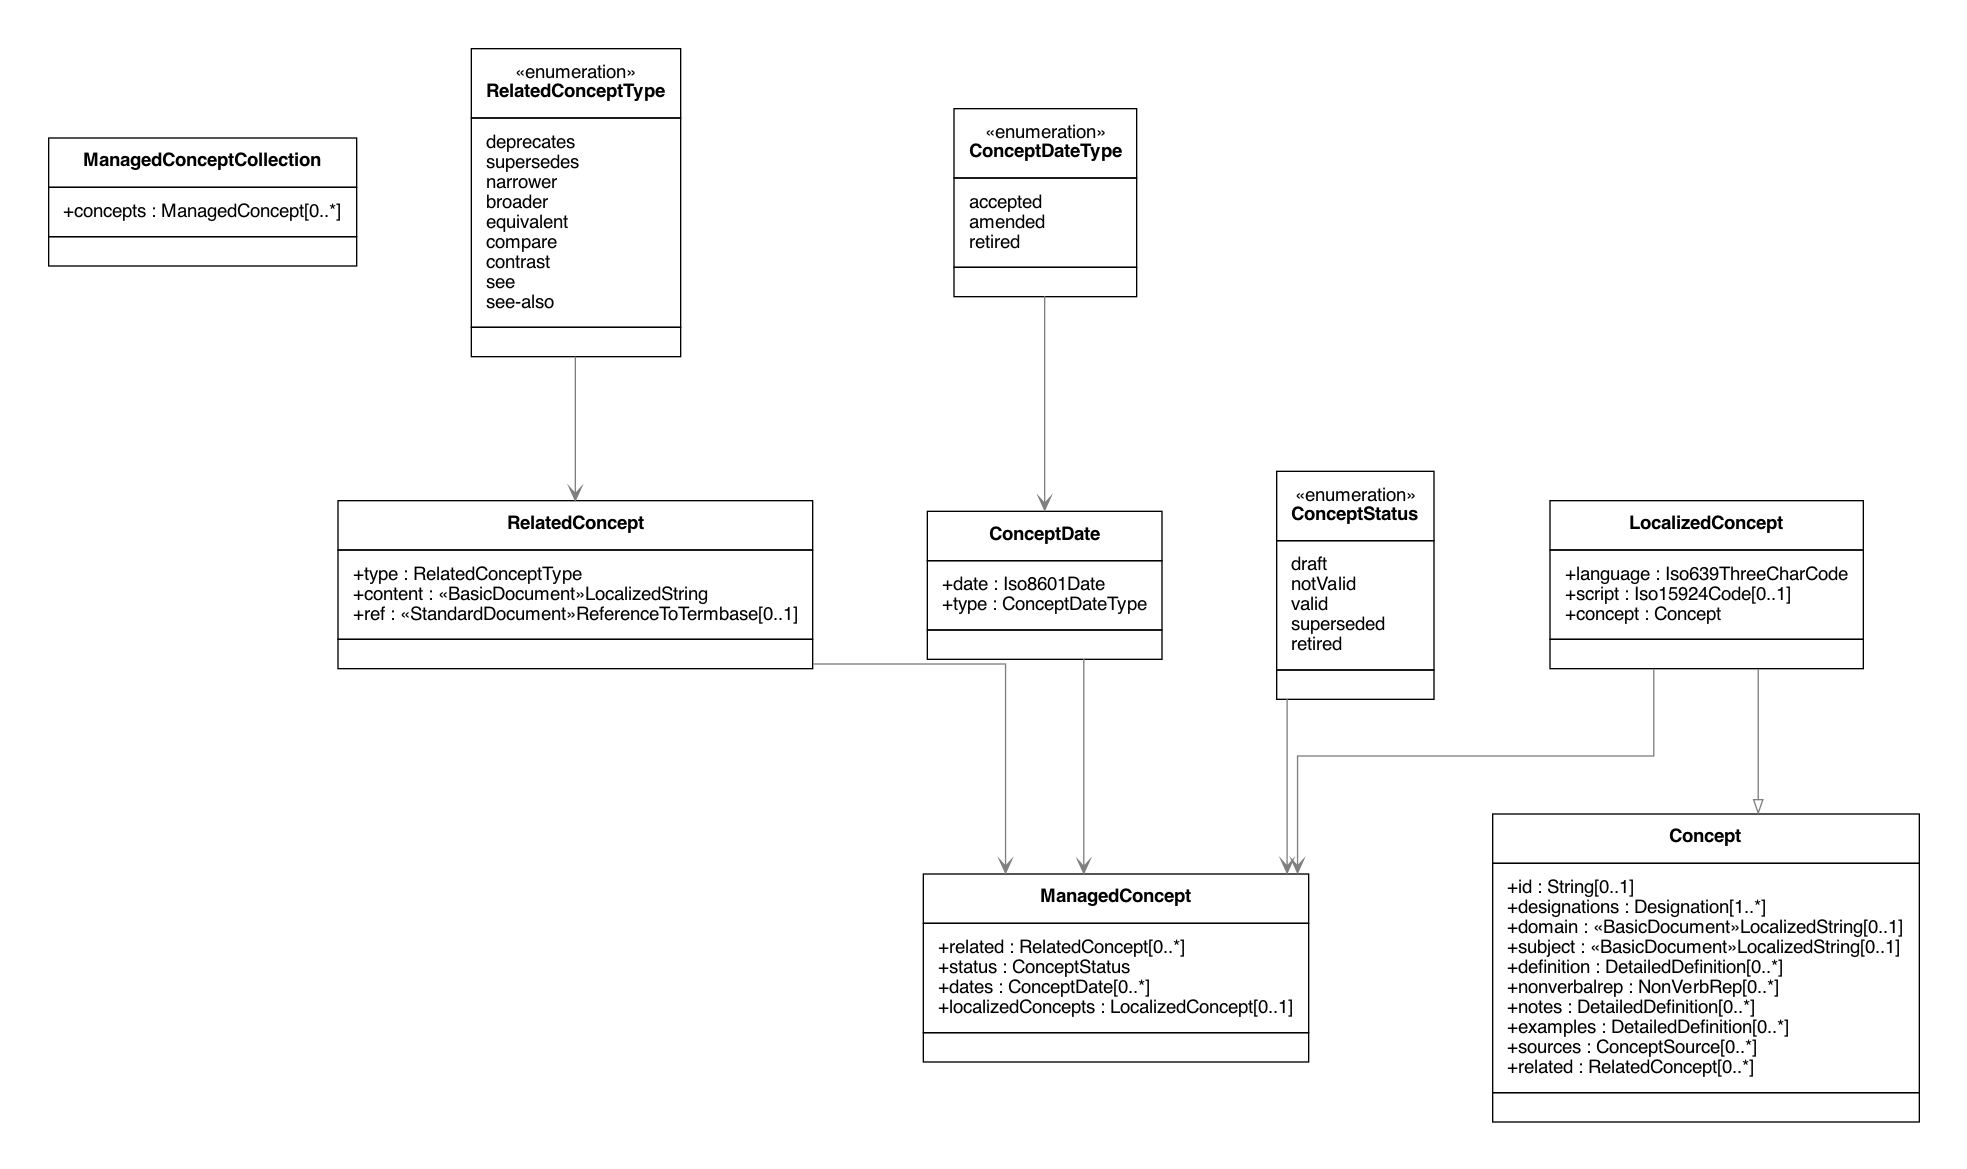 ManagedConceptCollection
+concepts : ManagedConcept[0..*]
«enumeration»
RelatedConceptType
deprecates
supersedes
narrower
broader
equivalent
compare
contrast
see
see-also
«enumeration»
ConceptDateType
accepted
amended
retired
RelatedConcept
+type : RelatedConceptType
+content : «BasicDocument»LocalizedString
+ref : «StandardDocument»ReferenceToTermbase[0..1]
ConceptDate
+date : Iso8601Date
+type : ConceptDateType
«enumeration»
ConceptStatus
draft
notValid
valid
superseded
retired
LocalizedConcept
+language : Iso639ThreeCharCode
+script : Iso15924Code[0..1]
+concept : Concept
ManagedConcept
+related : RelatedConcept[0..*]
+status : ConceptStatus
+dates : ConceptDate[0..*]
+localizedConcepts : LocalizedConcept[0..1]
Concept
+id : String[0..1]
+designations : Designation[1..*]
+domain : «BasicDocument»LocalizedString[0..1]
+subject : «BasicDocument»LocalizedString[0..1]
+definition : DetailedDefinition[0..*]
+nonverbalrep : NonVerbRep[0..*]
+notes : DetailedDefinition[0..*]
+examples : DetailedDefinition[0..*]
+sources : ConceptSource[0..*]
+related : RelatedConcept[0..*]